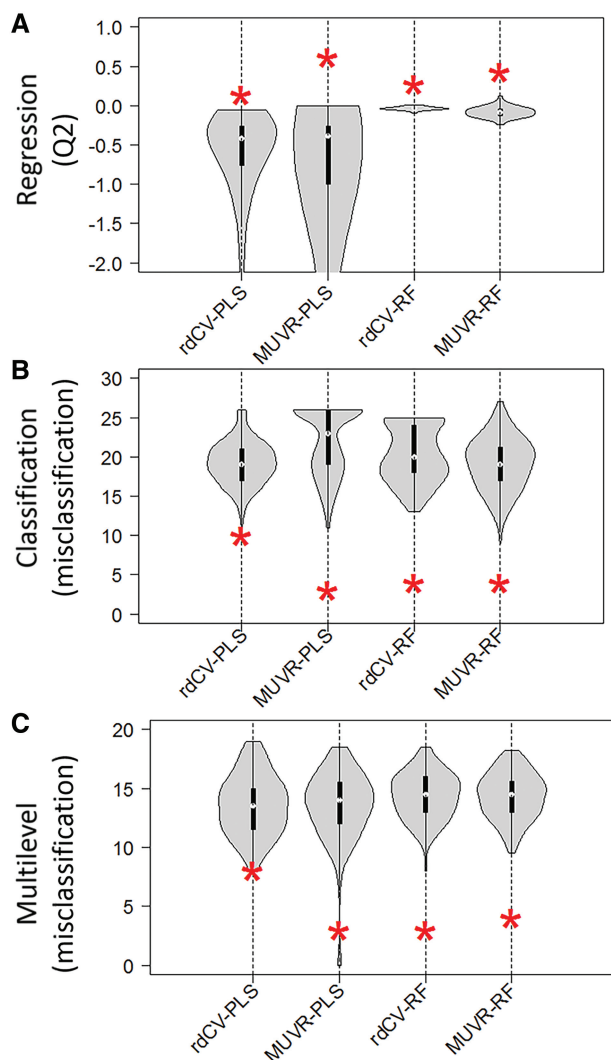 A
Regression
(Q2)
1.0
0.5
0.0
-0.5
-1.0
-1.5
-2.0
rdCV-PLS
MUVR-PLS
rdCV-RF
MUVR-RF
B
Classification
(misclassification)
30
25
20
15
10
5
0
rdCV-PLS
MUVR-PLS
rdCV-RF
MUVR-RF
C
Multilevel
(misclassification)
20
15
10
5
0
rdCV-PLS
MUVR-PLS
rdCV-RF
MUVR-RF